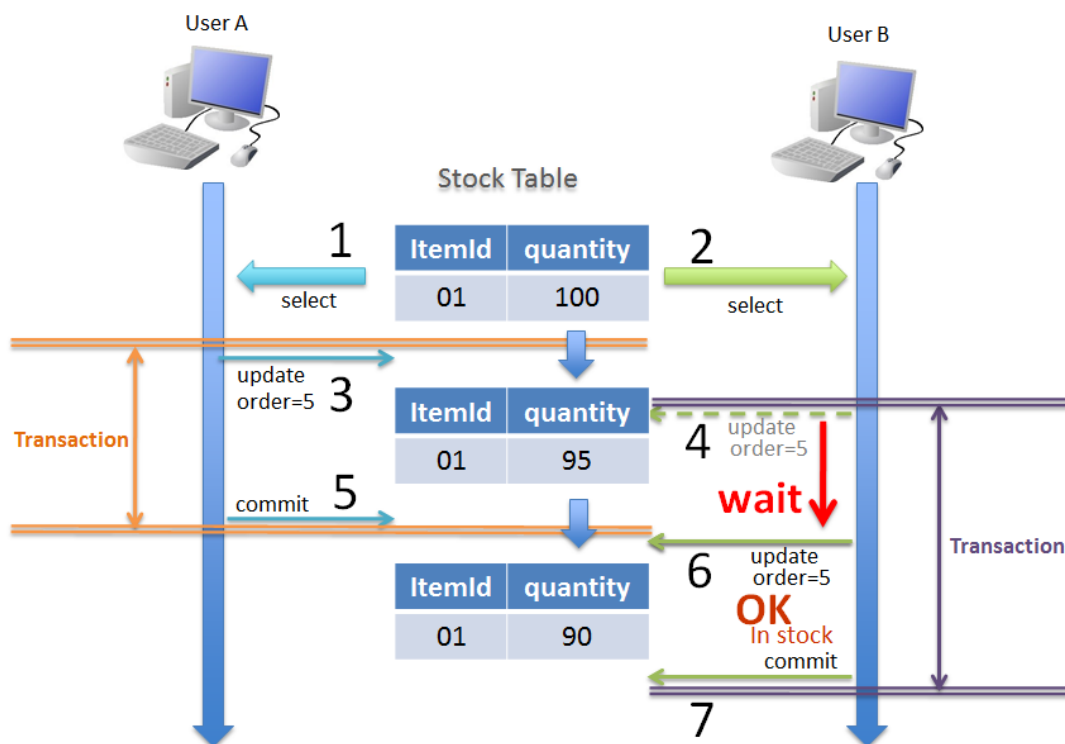 User A
User B
Stock Table
1
ItemId quantity
2
select
01 100
select
update
order=5
3
ItemId quantity
4
update
order=5
Transaction
01 95
wait
commit
5
Transaction
6
update
order=5
ItemId quantity
OK
In stock
01 90
commit
7